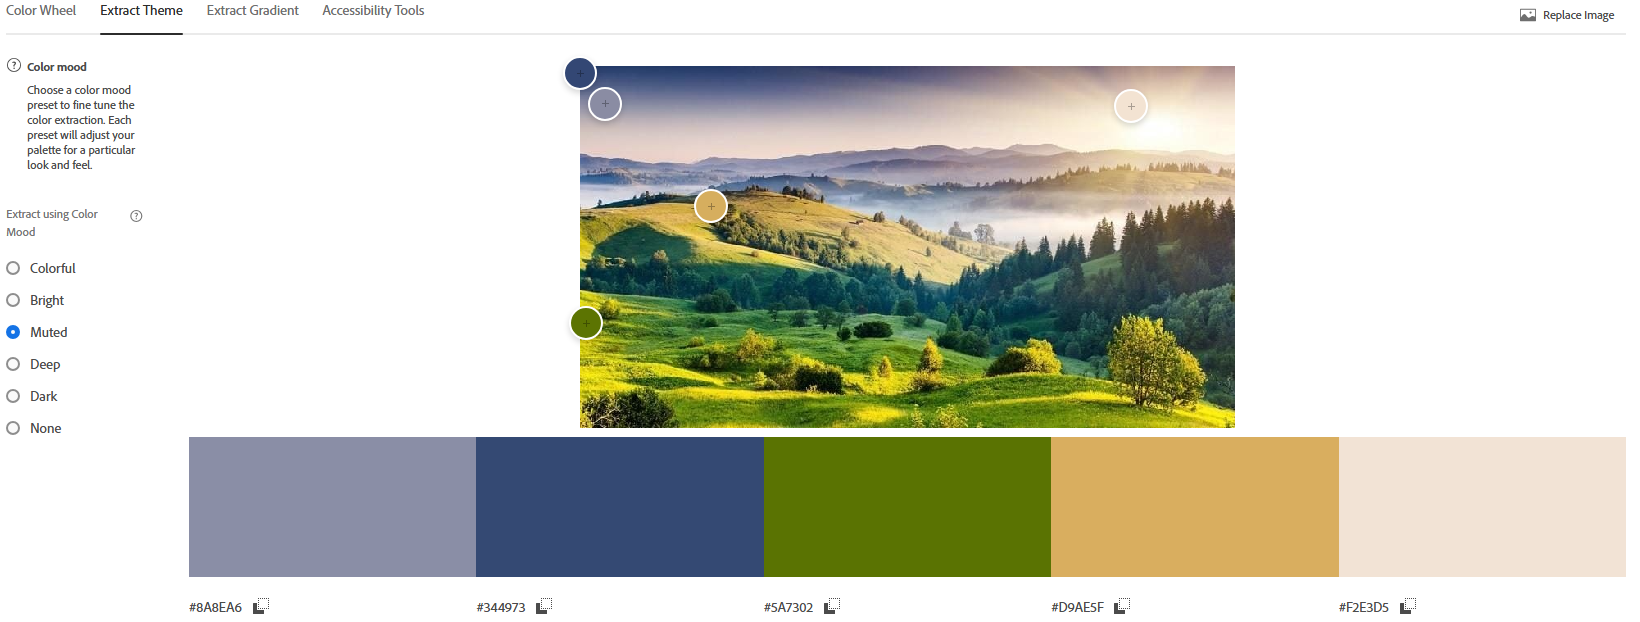 Color Wheel
Extract Theme
Extract Gradient
Accessibility Tools
Replace Image
Color mood
Choose a color mood
preset to fine tune the
color extraction. Each
preset will adjust your
palette for a particular
look and feel.
Extract using Color
Mood
Colorful
Bright
Muted
Deep
Dark
None
#8A8EA6
#344973
#5A7302
#D9AE5F
#F2E3D5